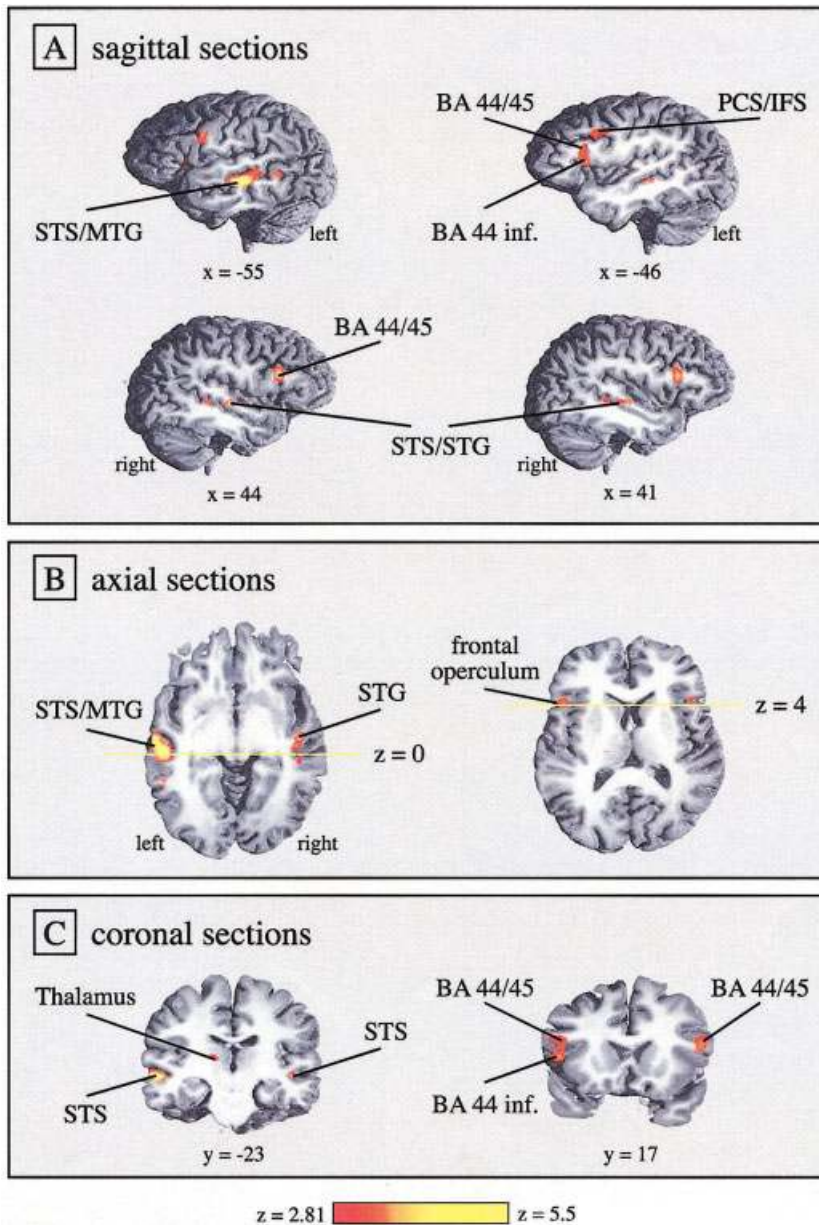 A sagittal sections
BA 44/45
PCS/IFS
STS/MTG
left
BA 44 inf.
left
x = -55
x = -46
BA 44/45
STS/STG
right
right
x = 44
x = 41
B axial sections
frontal
operculum
STS/MTG
STG
z = 4
z = 0
left
right
C coronal sections
Thalamus
STS
BA 44/45
BA 44/45
STS
BA 44 inf.
y = -23
y = 17
z = 2.81
z = 5.5